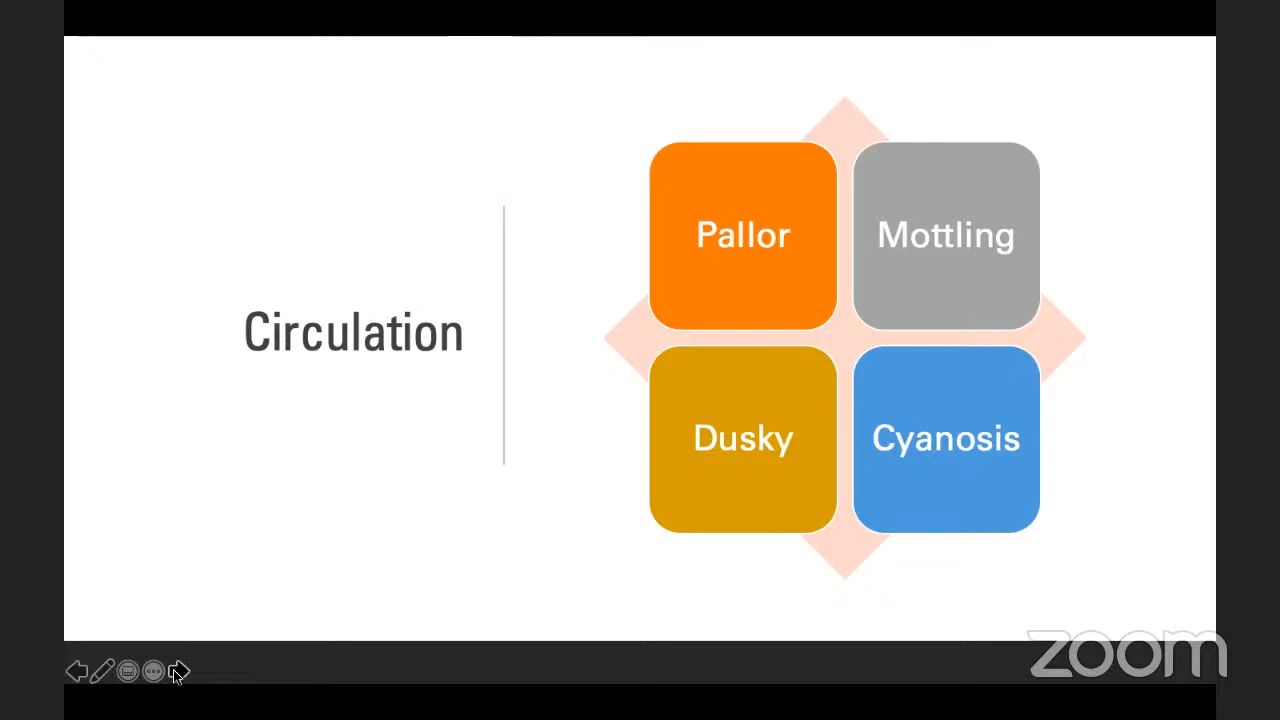 Circulation
Pallor
Mottling
Dusky
Cyanosis
zoom